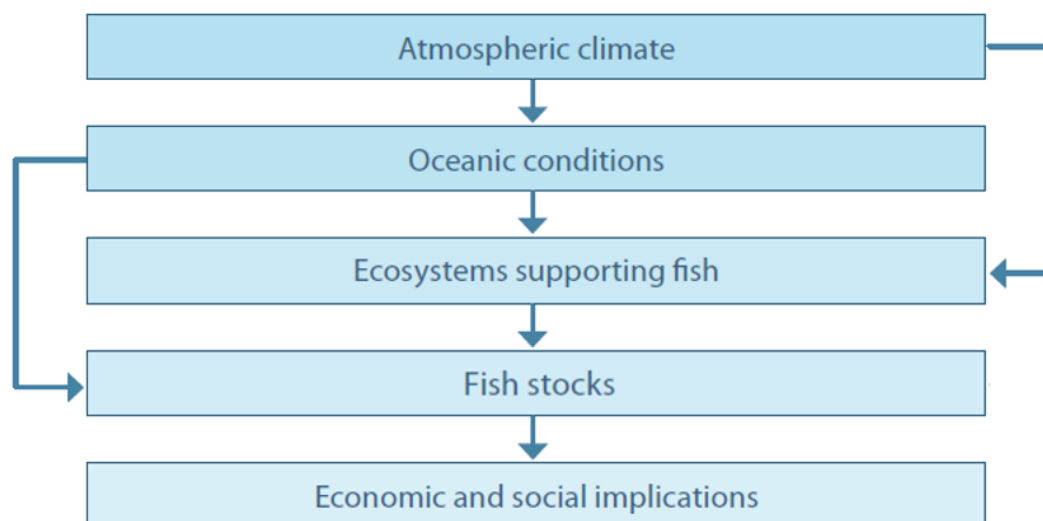 Atmospheric climate
Oceanic conditions
Ecosystems supporting fish
Fish stocks
Economic and social implications